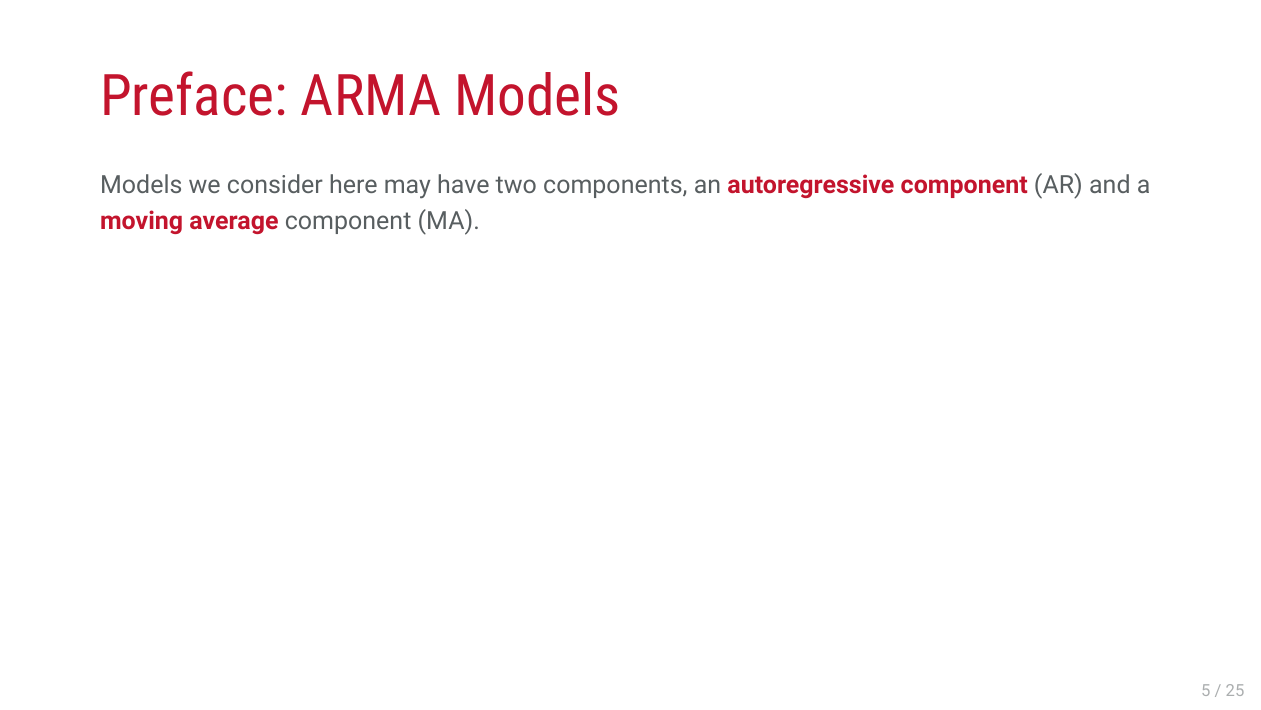 Preface: ARMA Models
Models we consider here may have two components, an autoregressive component (AR) and a
moving average component (MA).
5 / 25